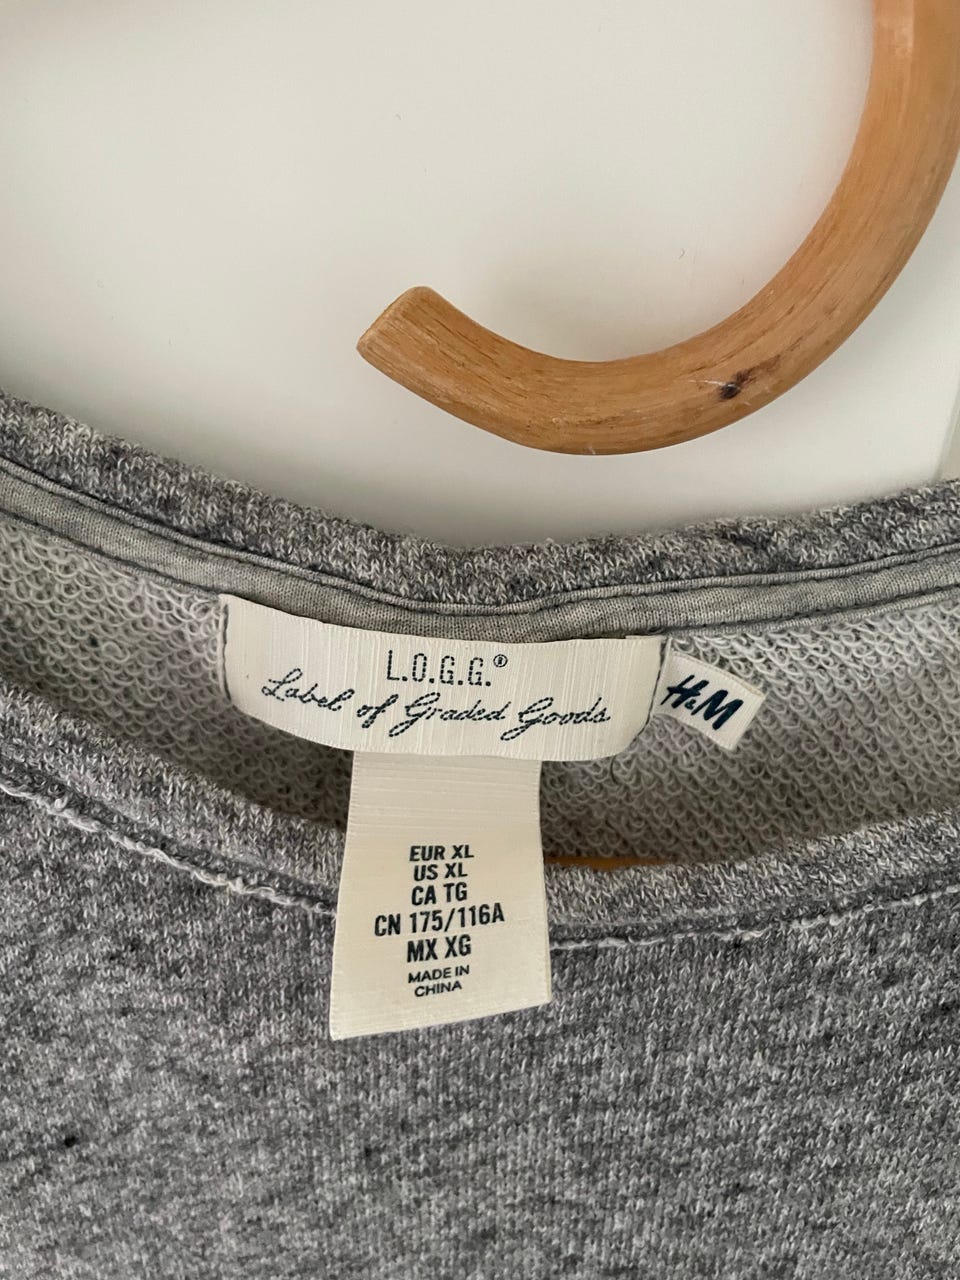 L.O.G.G.®
Label of Graded Goods
H&M
EUR XL
US XL
CA TG
CN 175/116A
MX XG
MADE IN
CHINA